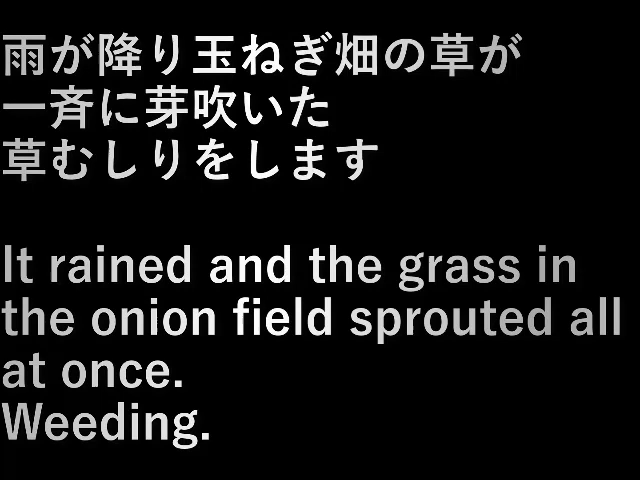 雨が降り玉ねぎ畑の草が
一斉に芽吹いた
草むしりをします
It rained and the grass in
the onion field sprouted all
at once.
Weeding.